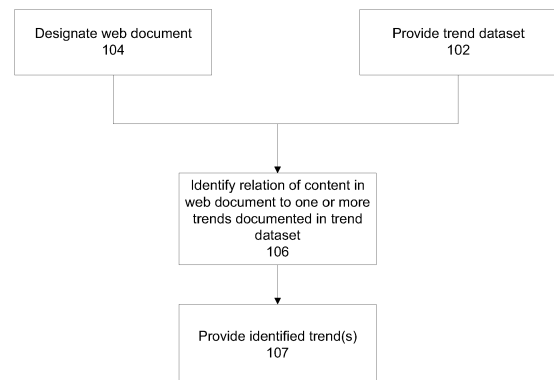 Designate web document
104
Provide trend dataset
102
Identify relation of content in
web document to one or more
trends documented in trend
dataset
106
Provide identified trend(s)
107